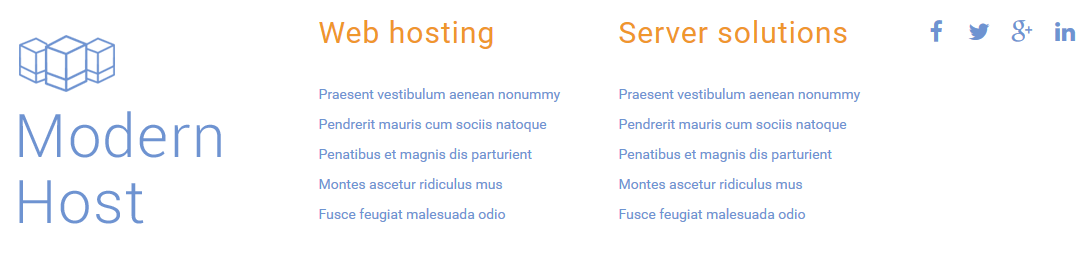 Modern
Host
Web hosting
Praesent vestibulum aenean nonummy
Pendrerit mauris cum sociis natoque
Penatibus et magnis dis parturient
Montes ascetur ridiculus mus
Fusce feugiat malesuada odio
Server solutions
Praesent vestibulum aenean nonummy
Pendrerit mauris cum sociis natoque
Penatibus et magnis dis parturient
Montes ascetur ridiculus mus
Fusce feugiat malesuada odio